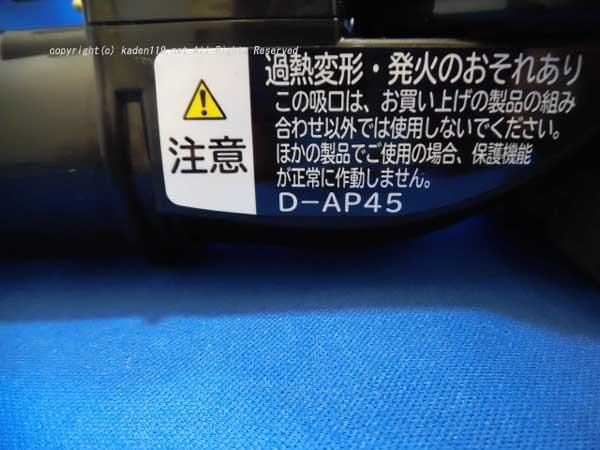 copyright(c) kaden119.net All Rights Reserved
過熱変形・発火のおそれあり
この吸口は、お買い上げの製品の組み
合わせ以外では使用しないでください。
ほかの製品でご使用の場合、保護機能
が正常に作動しません。
D-AP45
注意